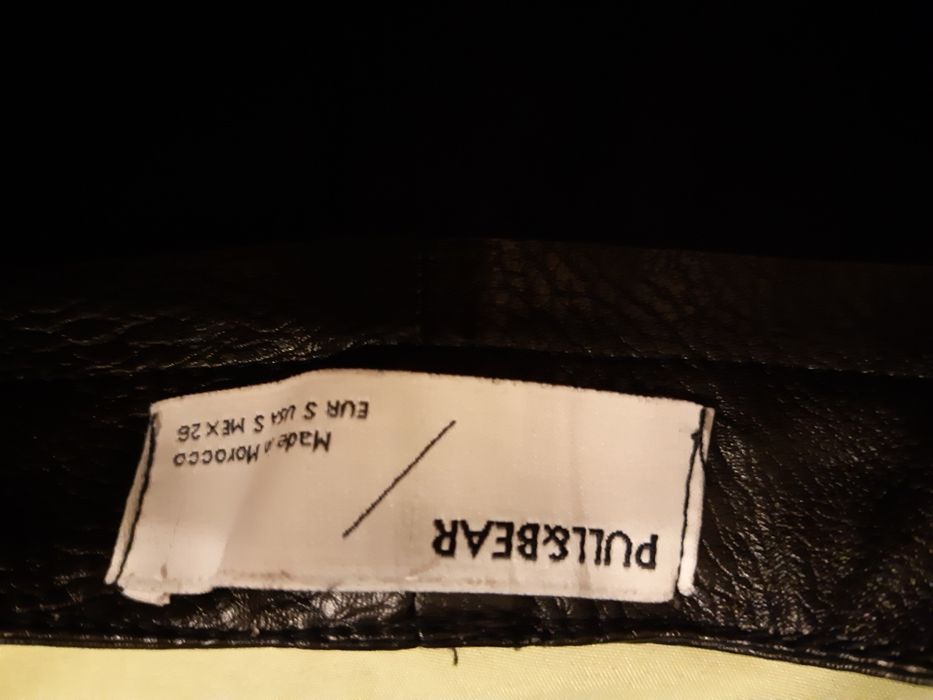 PULL&BEAR
Made in Morocco
EUR S USA S MEX 26